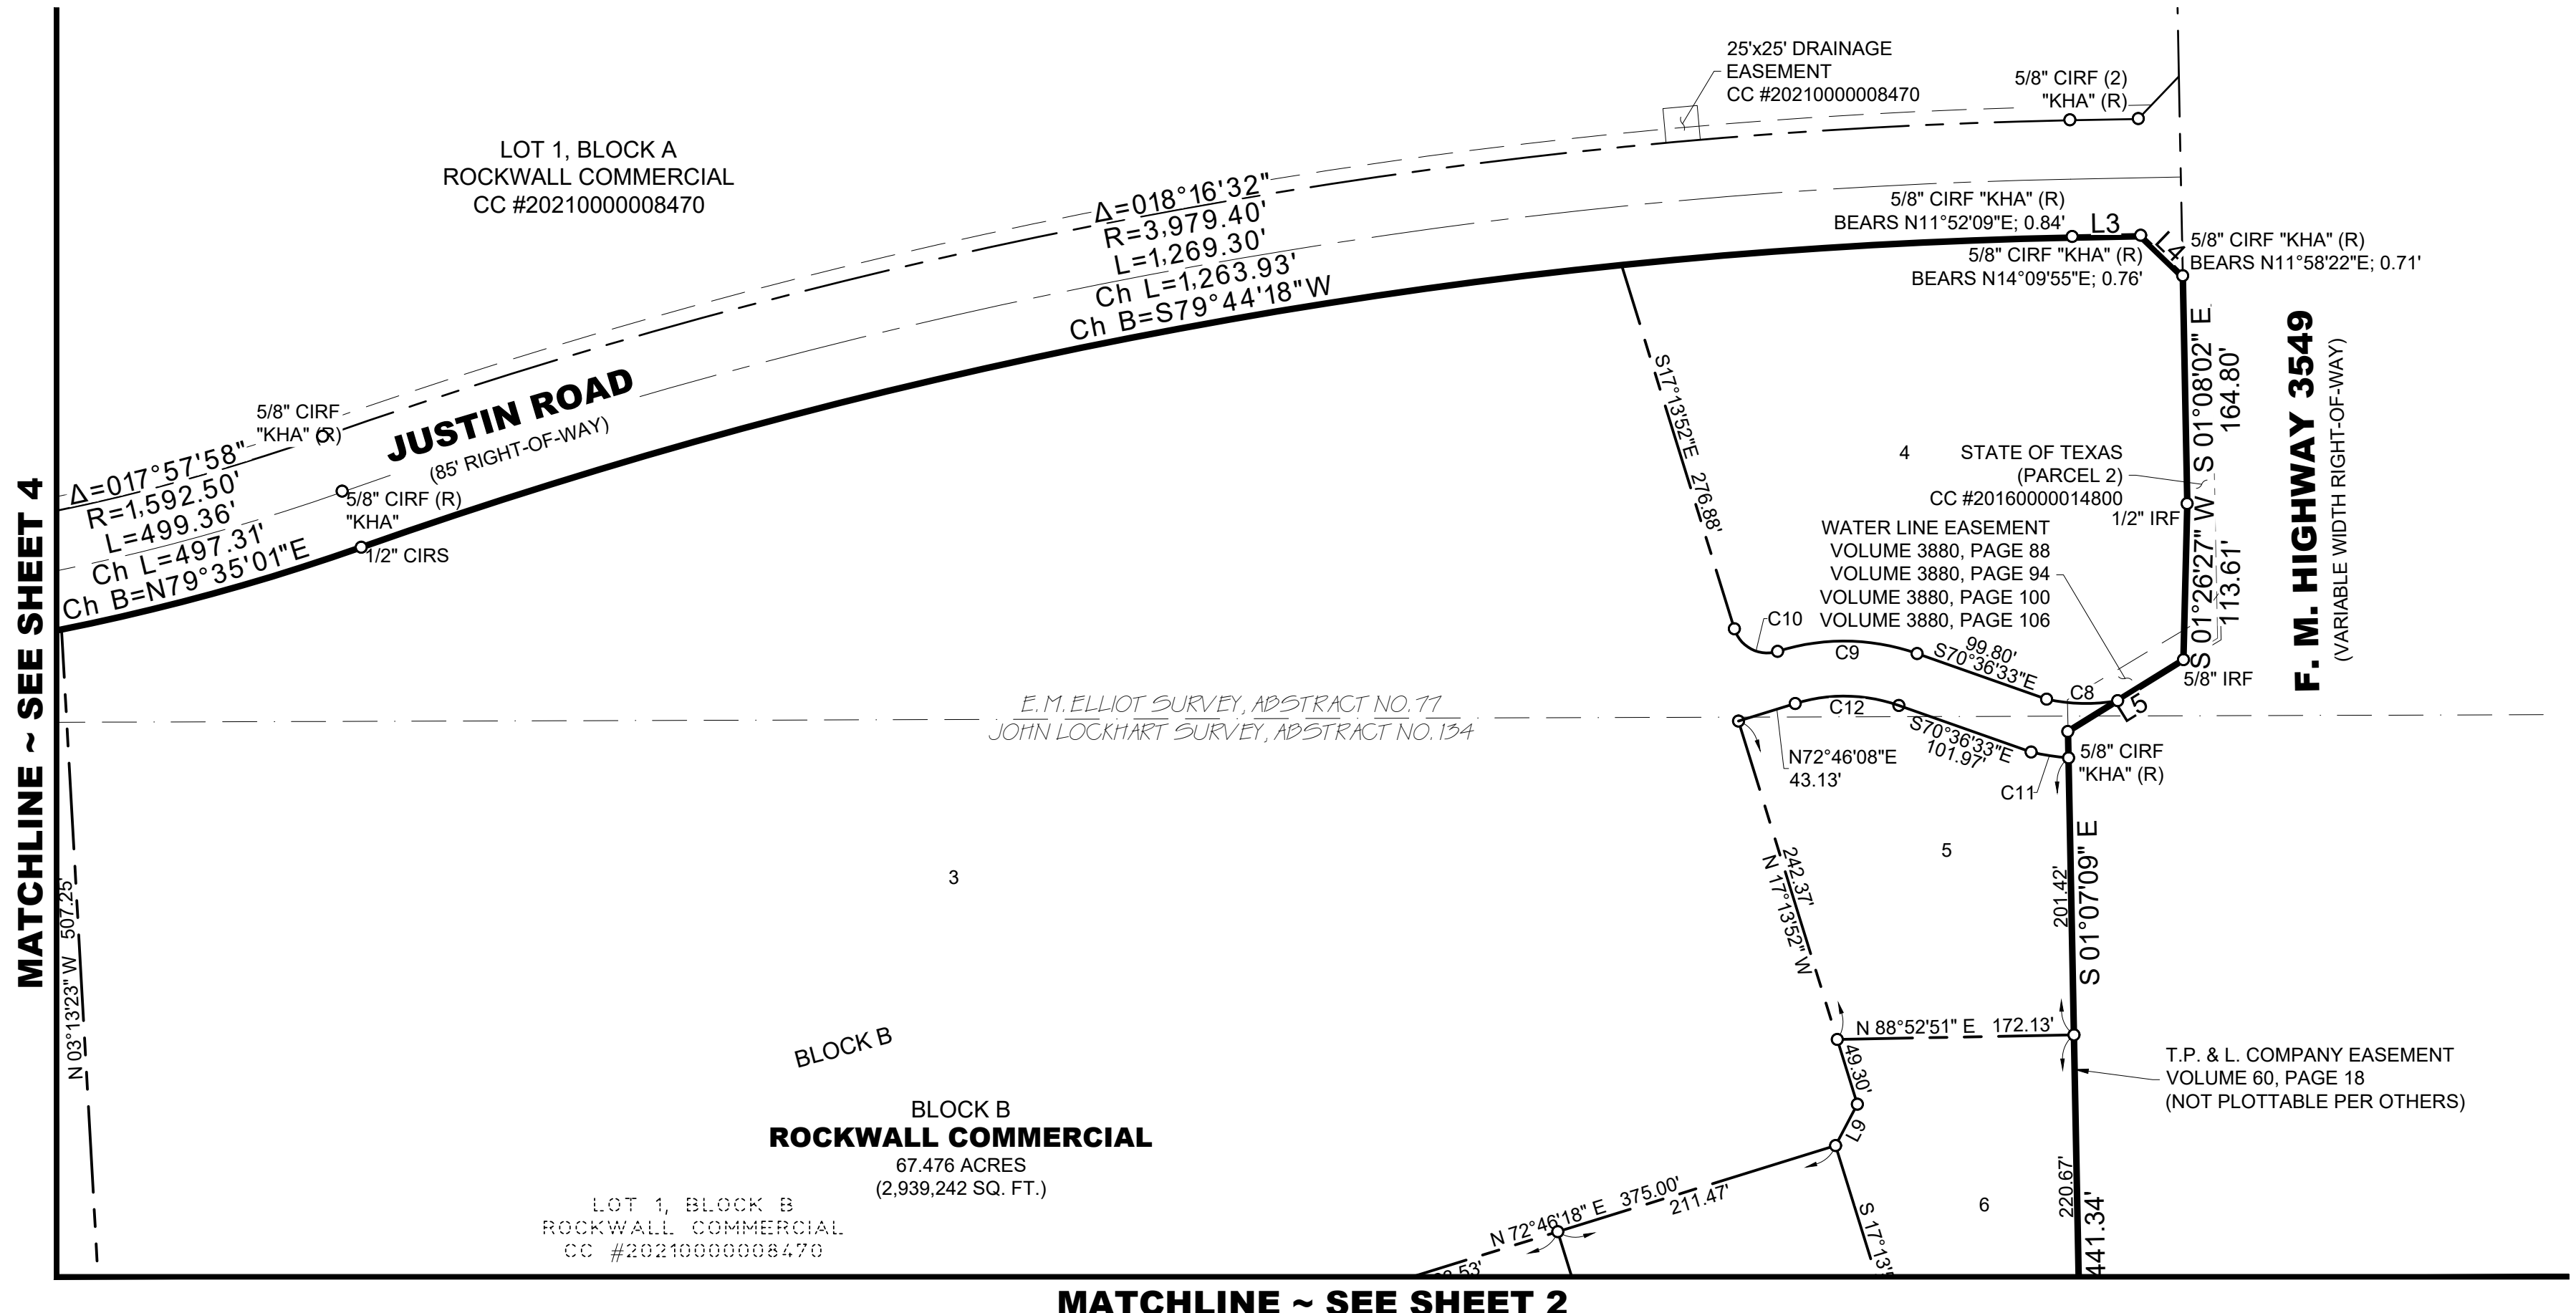 25'x25' DRAINAGE
EASEMENT
CC #20210000008470
5/8" CIRF (2)
"KHA" (R)
LOT 1, BLOCK A
ROCKWALL COMMERCIAL
CC #20210000008470
Δ=018°16'32"
R=3,979.40'
L=1,269.30'
Ch L=1,263.93'
Ch B=S79°44'18"W
5/8" CIRF "KHA" (R)
BEARS N11°52'09"E; 0.84'
L3
L4
5/8" CIRF "KHA" (R)
BEARS N14°09'55"E; 0.76'
5/8" CIRF "KHA" (R)
BEARS N11°58'22"E; 0.71'
5/8" CIRF
"KHA" (R)
JUSTIN ROAD
(85' RIGHT-OF-WAY)
Δ=017°57'58"
R=1,592.50'
L=499.36'
Ch L=497.31'
Ch B=N79°35'01"E
5/8" CIRF (R)
"KHA"
1/2" CIRS
S17°13'52"E 276.88'
4
STATE OF TEXAS
(PARCEL 2)
CC #20160000014800
1/2" IRF
S 01°08'02" E
164.80'
S 01°26'27" W
113.61'
F. M. HIGHWAY 3549
(VARIABLE WIDTH RIGHT-OF-WAY)
WATER LINE EASEMENT
VOLUME 3880, PAGE 88
VOLUME 3880, PAGE 94
VOLUME 3880, PAGE 100
VOLUME 3880, PAGE 106
C10
C9
99.80'
S70°36'33"E
C8
L5
5/8" IRF
E.M. ELLIOT SURVEY, ABSTRACT NO. 77
JOHN LOCKHART SURVEY, ABSTRACT NO. 134
C12
S70°36'33"E
101.97'
N72°46'08"E
43.13'
C11
5/8" CIRF
"KHA" (R)
MATCHLINE ~ SEE SHEET 4
N 03°13'23" W 507.25'
3
5
242.37'
N 17°13'52" W
201.42'
S 01°07'09" E
N 88°52'51" E 172.13'
49.30'
L9
BLOCK B
T.P. & L. COMPANY EASEMENT
VOLUME 60, PAGE 18
(NOT PLOTTABLE PER OTHERS)
BLOCK B
ROCKWALL COMMERCIAL
67.476 ACRES
(2,939,242 SQ. FT.)
LOT 1, BLOCK B
ROCKWALL COMMERCIAL
CC #20210000008470
N 72°46'18" E 375.00'
211.47'
S 17°13'
6
220.67'
441.34'
MATCHLINE ~ SEE SHEET 2